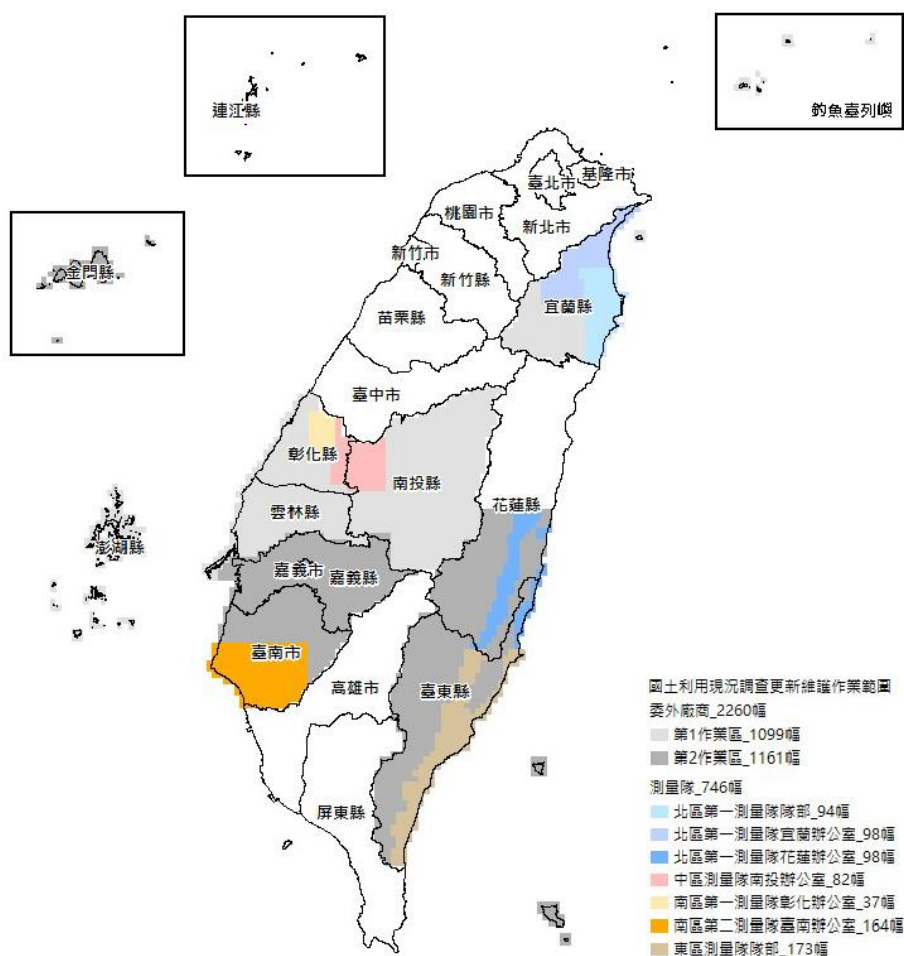 連江縣
釣魚臺列嶼
基隆市
臺北市
桃園市
新北市
新竹市
金門縣
新竹縣
宜蘭縣
苗栗縣
臺中市
彰化縣
南投縣
花蓮縣
雲林縣
澎湖縣
嘉義市
嘉義縣
臺南市
高雄市
臺東縣
屏東縣
國土利用現況調查更新維護作業範圍
委外廠商_2260幅
第1作業區_1099幅
第2作業區_1161幅
測量隊_746幅
北區第一測量隊隊部_94幅
北區第一測量隊宜蘭辦公室_98幅
北區第一測量隊花蓮辦公室_98幅
中區測量隊南投辦公室_82幅
南區第一測量隊彰化辦公室_37幅
南區第二測量隊臺南辦公室_164幅
東區測量隊隊部_173幅